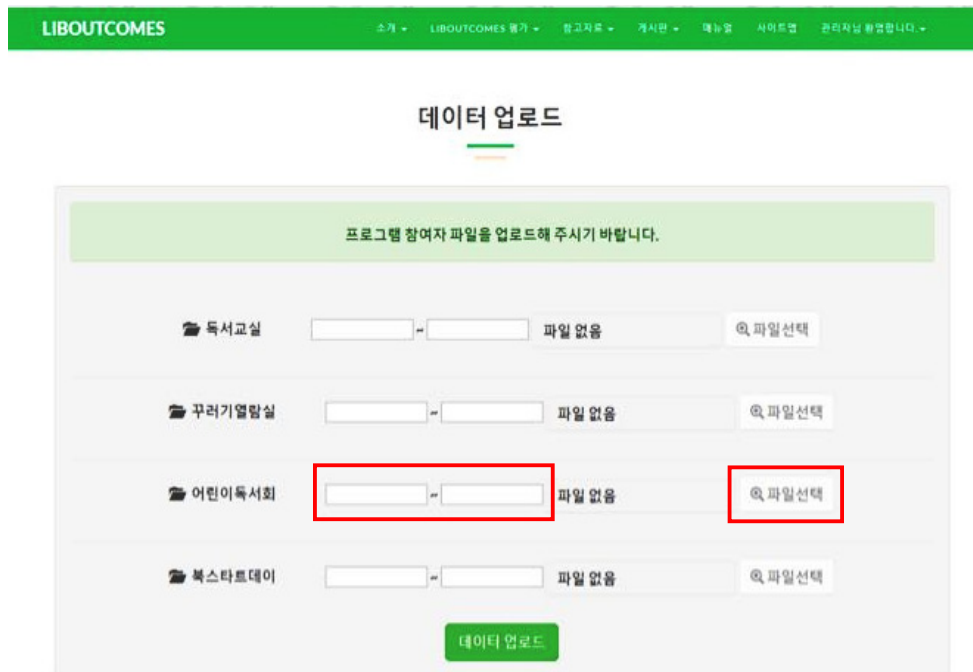 LIBOUTCOMES 소개 LIBOUTCOMES 평가 참고자료 게시판 매뉴얼 사이트맵 관리자님 환영합니다.
데이터 업로드
프로그램 참여자 파일을 업로드해 주시기 바랍니다.
독서교실 ~ 파일 없음 파일선택
꾸러기열람실 ~ 파일 없음 파일선택
어린이독서회 ~ 파일 없음 파일선택
북스타트데이 ~ 파일 없음 파일선택
데이터 업로드